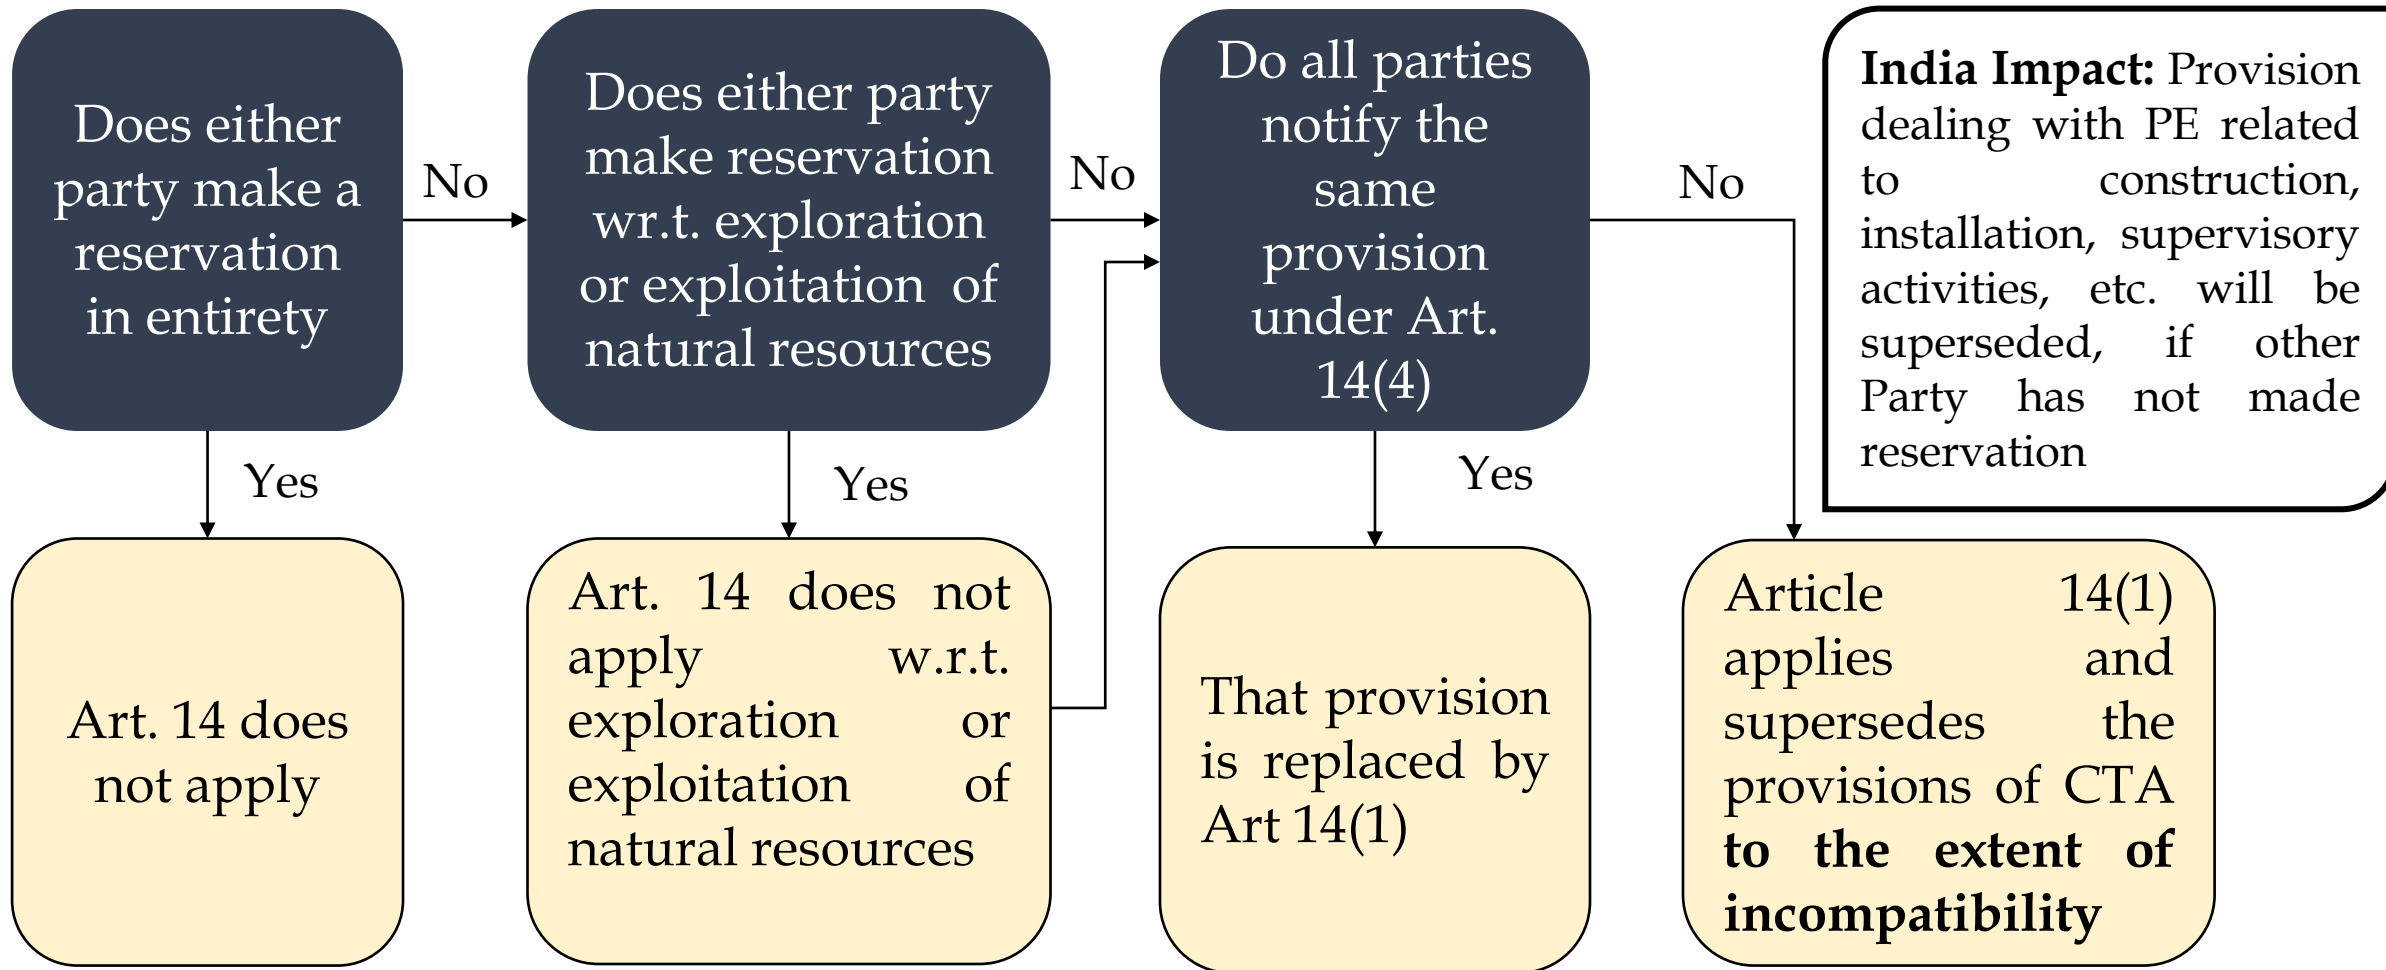 Does either
party make a
reservation
in entirety
No
Does either party
make reservation
wr.t. exploration
or exploitation of
natural resources
No
Do all parties
notify the
same
provision
under Art.
14(4)
No
India Impact: Provision
dealing with PE related
to construction,
installation, supervisory
activities, etc. will be
superseded, if other
Party has not made
reservation
Yes
Yes
Yes
Art. 14 does
not apply
Art. 14 does not
apply w.r.t.
exploration or
exploitation of
natural resources
That provision
is replaced by
Art 14(1)
Article 14(1)
applies and
supersedes the
provisions of CTA
to the extent of
incompatibility